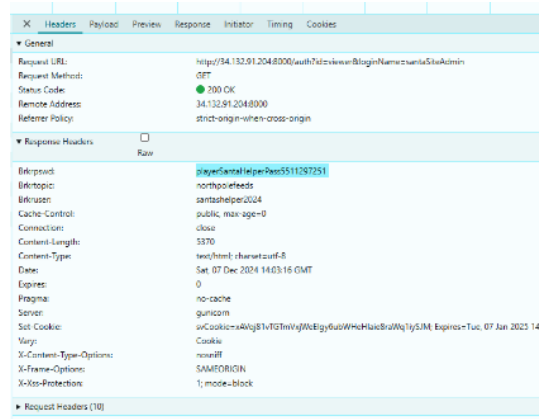 Headers Payload Preview Response Initiator Timing Cookies
General
Request URL: http://34.132.91.204:8000/auth?id=viewer&loginName=santaSiteAdmin
Request Method: GET
Status Code: 200 OK
Remote Address: 34.132.91.204:8000
Referrer Policy: strict-origin-when-cross-origin
Response Headers Raw
Brkrpswd: playerSantaHelperPass5511297251
Brkrtopic: northpolefeeds
Brkruser: santashelper2024
Cache-Control: public, max-age=0
Connection: close
Content-Length: 5370
Content-Type: text/html; charset=utf-8
Date: Sat, 07 Dec 2024 14:03:16 GMT
Expires: 0
Pragma: no-cache
Server: gunicorn
Set-Cookie: Expires=Tue, 07 Jan 2025 14
Vary: Cookie
X-Content-Type-Options: nosniff
X-Frame-Options: SAMEORIGIN
X-Xss-Protection: 1; mode=block
Request Headers (10)